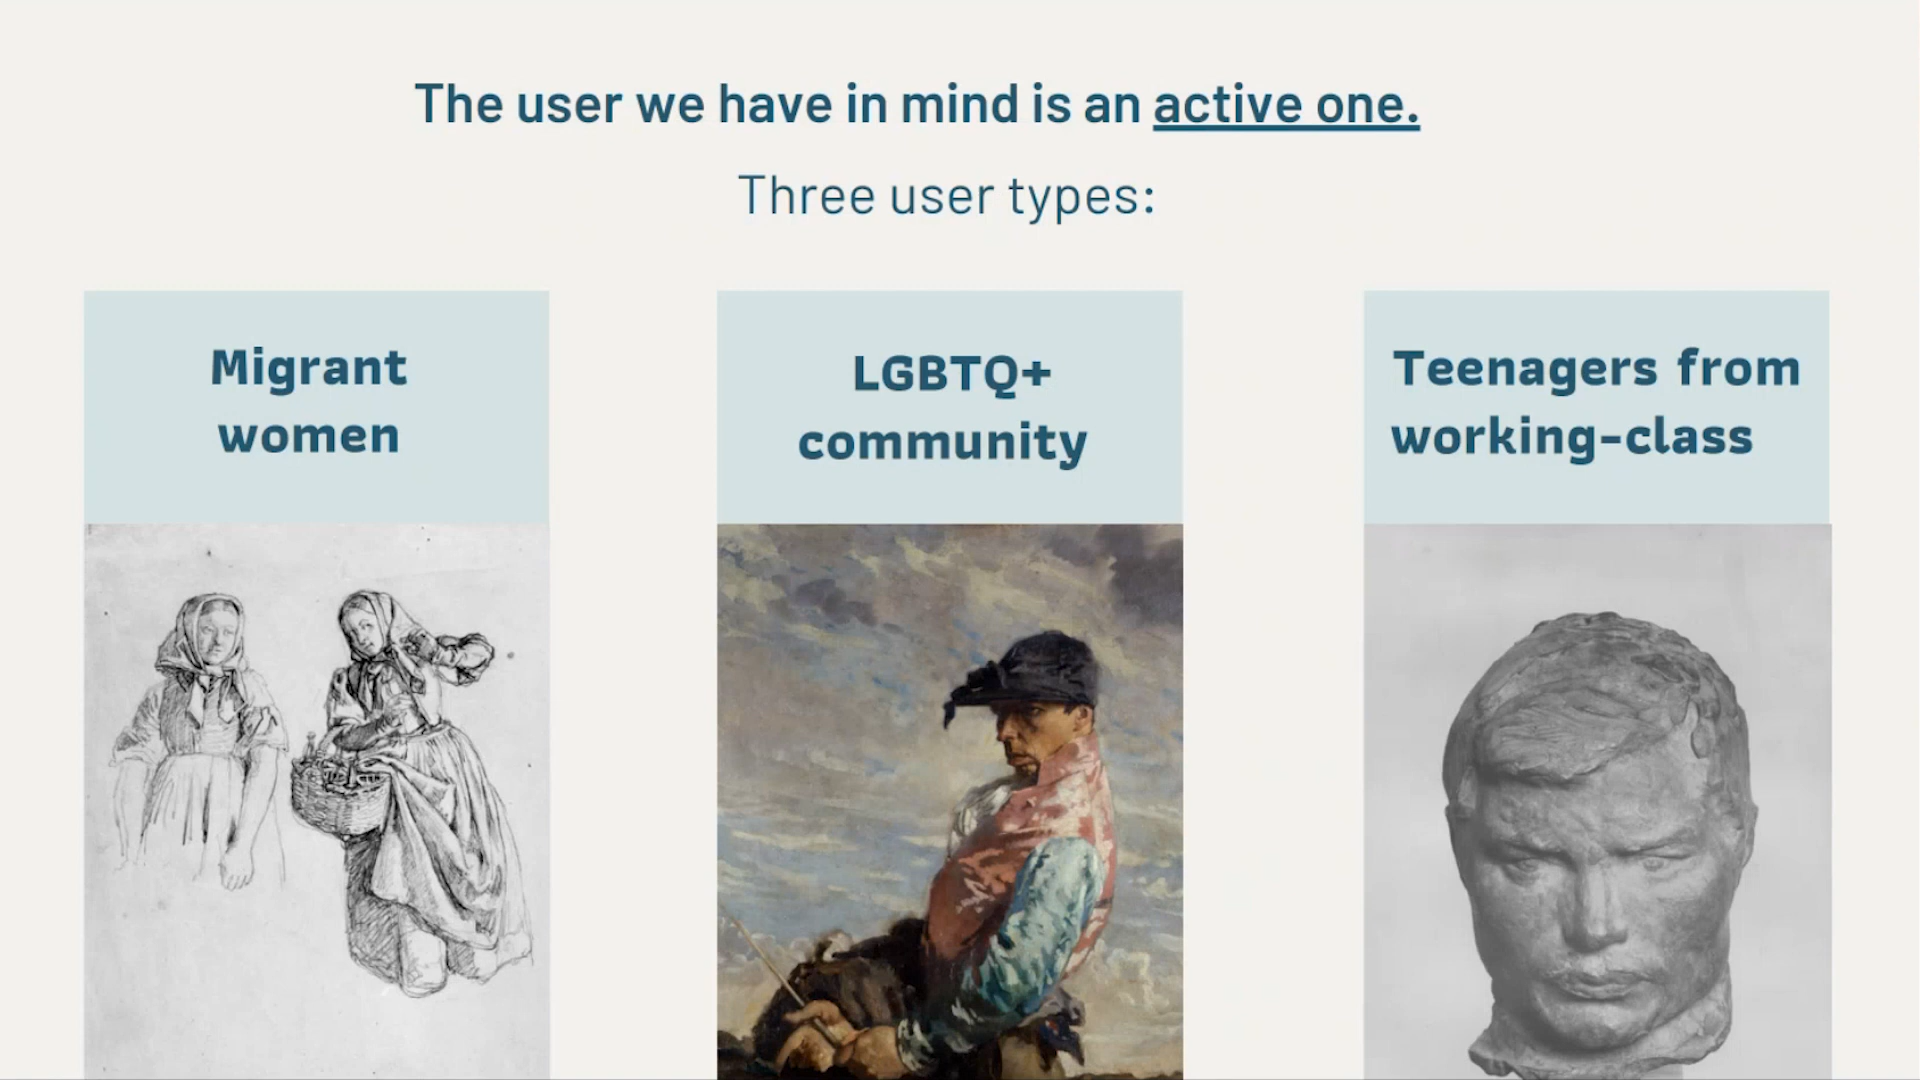 The user we have in mind is an active one.
Three user types:
Migrant
women
LGBTQ+
community
Teenagers from
working-class